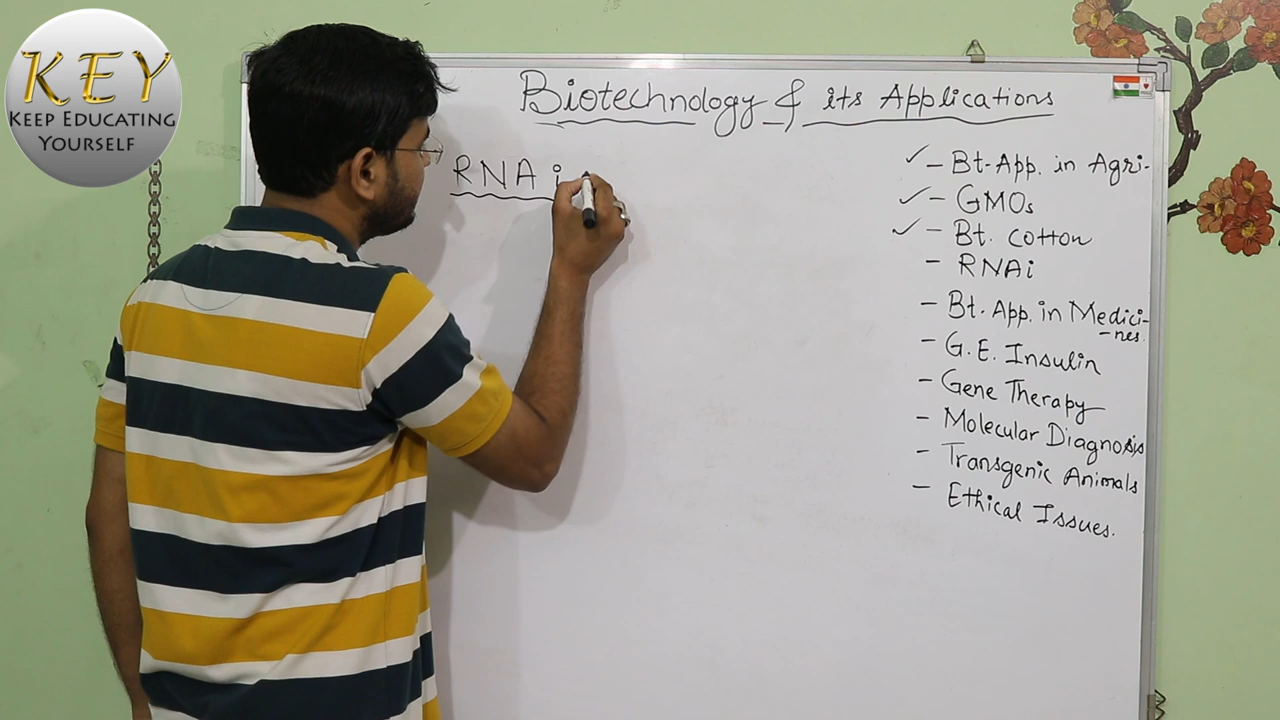 KEY
KEEP EDUCATING
YOURSELF
Biotechnology & its Applications
RNA i
✓ – Bt-App. in Agri-
✓ – GMOs
✓ – Bt. Cotton
– RNAi
– Bt. App. in Medici-
– nes.
– G.E. Insulin
– Gene Therapy
– Molecular Diagnosis
– Transgenic Animals
– Ethical Issues.